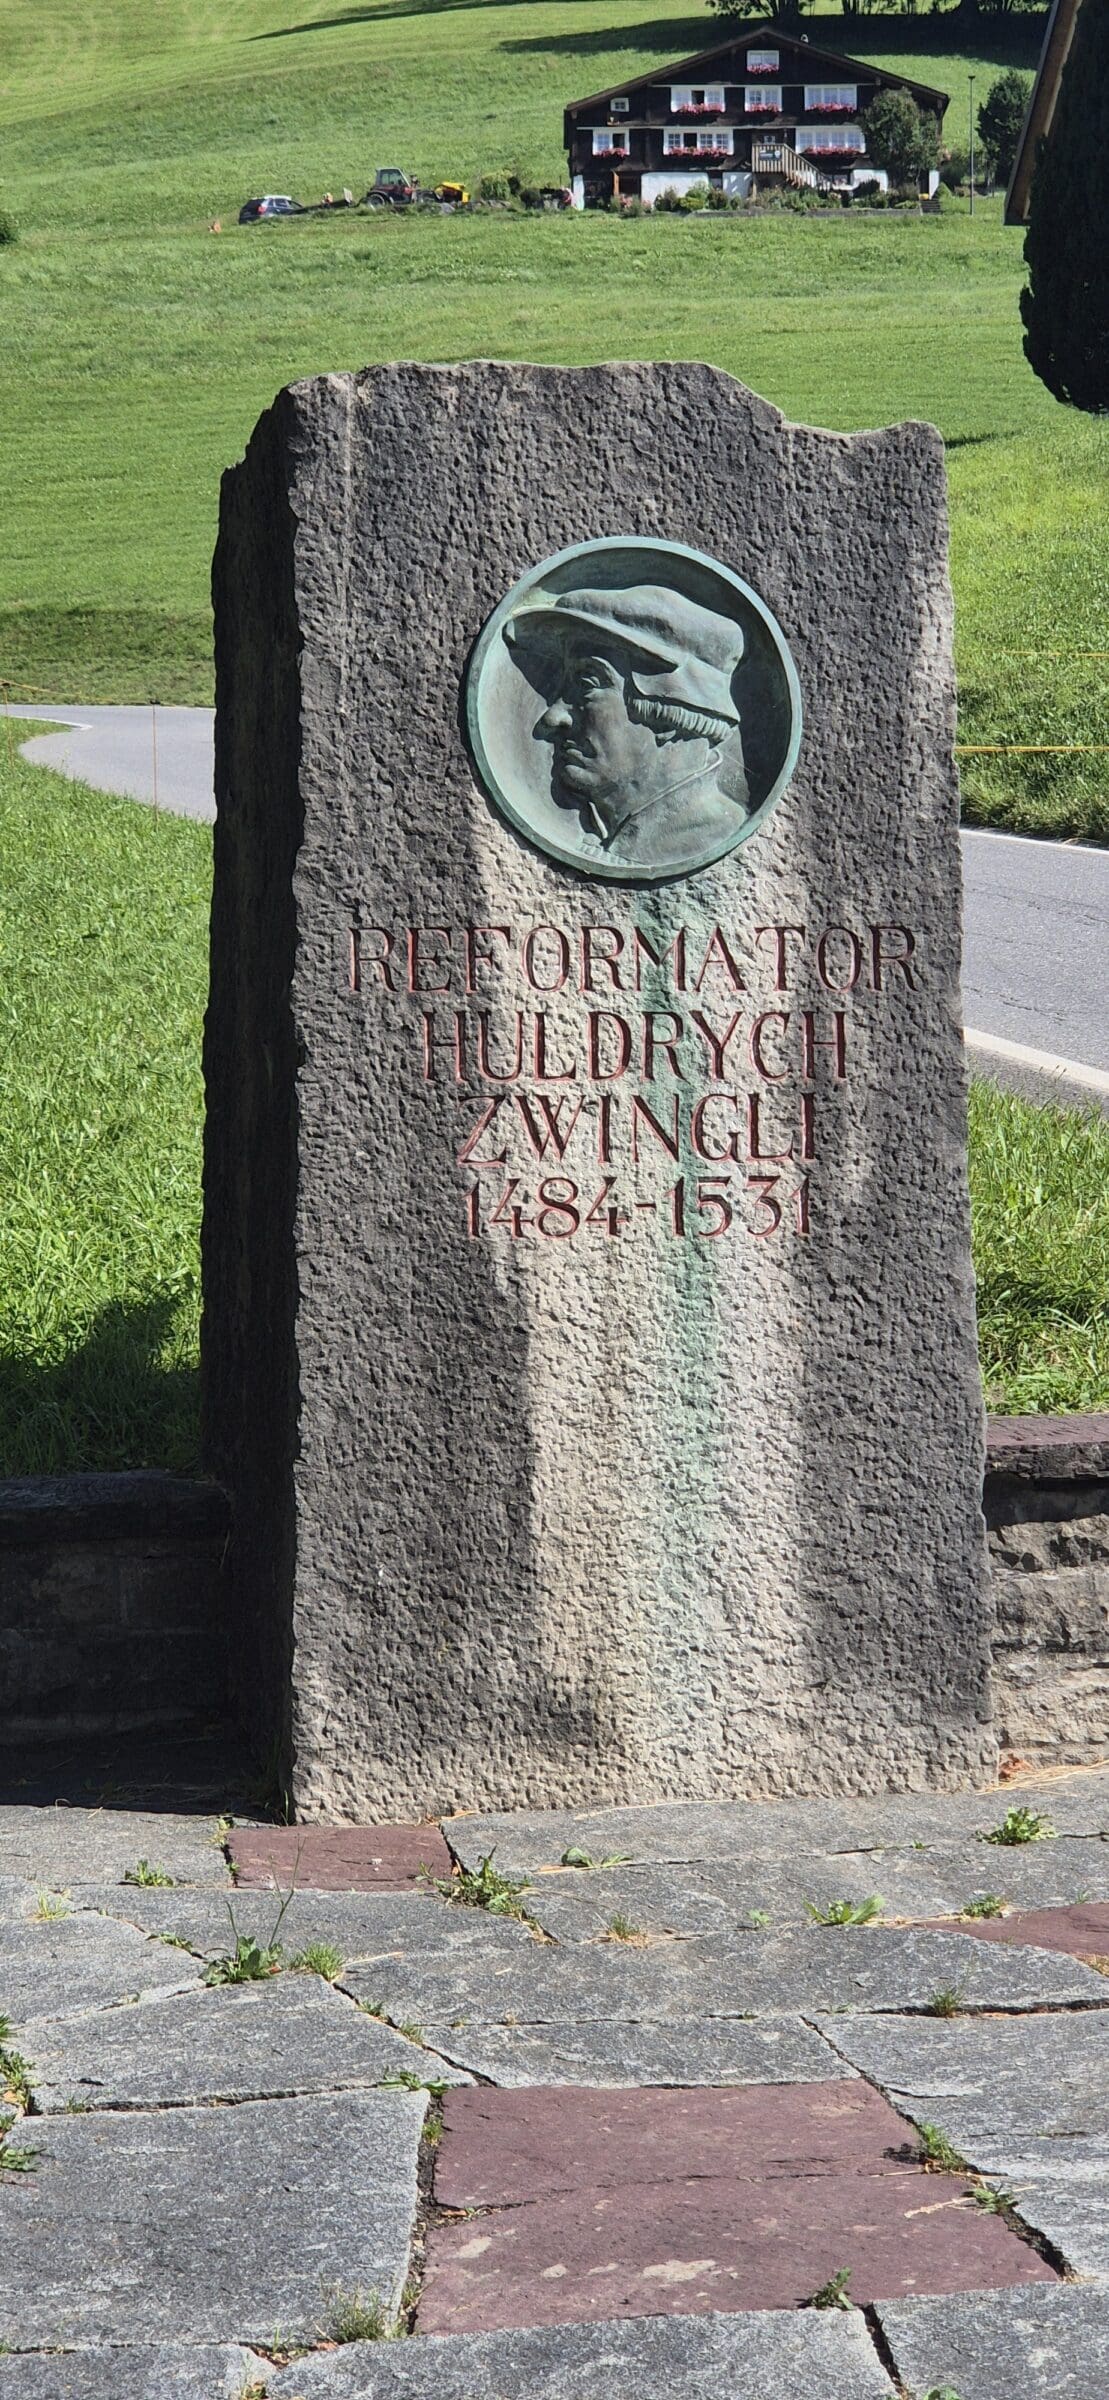 REFORMATOR
HULDRYCH
ZWINGLI
1484-1531